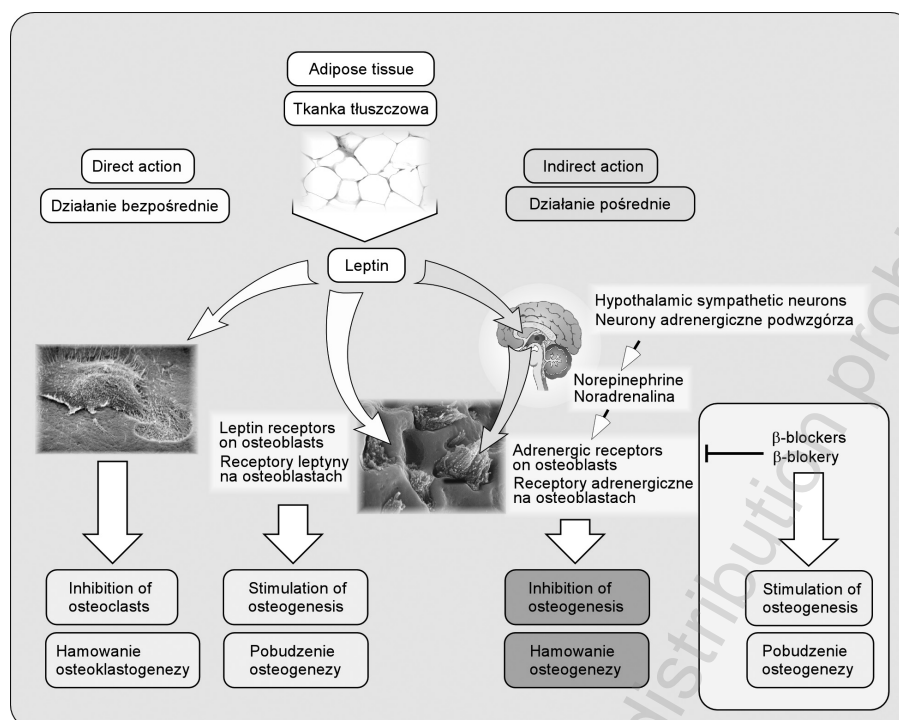 Adipose tissue
Tkanka tłuszczowa
Direct action
Działanie bezpośrednie
Indirect action
Działanie pośrednie
Leptin
Hypothalamic sympathetic neurons
Neurony adrenergiczne podwzgórza
Norepinephrine
Noradrenalina
Leptin receptors
on osteoblasts
Receptory leptyny
na osteoblastach
Adrenergic receptors
on osteoblasts
Receptory adrenergiczne
na osteoblastach
β-blockers
β-blokery
Inhibition of
osteoclasts
Hamowanie
osteoklastogenezy
Stimulation of
osteogenesis
Pobudzenie
osteogenezy
Inhibition of
osteogenesis
Hamowanie
osteogenezy
Stimulation of
osteogenesis
Pobudzenie
osteogenezy
distribution